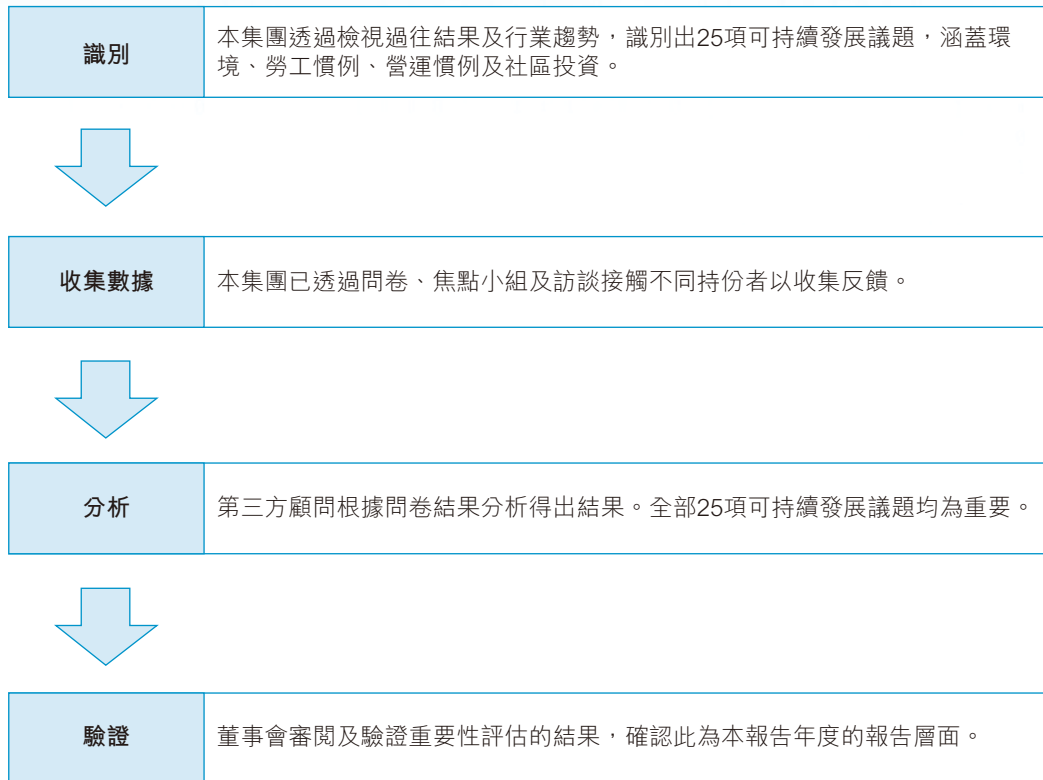 識別
本集團透過檢視過往結果及行業趨勢，識別出25項可持續發展議題，涵蓋環
境、勞工慣例、營運慣例及社區投資。
收集數據
本集團已透過問卷、焦點小組及訪談接觸不同持份者以收集反饋。
分析
第三方顧問根據問卷結果分析得出結果。全部25項可持續發展議題均為重要。
驗證
董事會審閱及驗證重要性評估的結果，確認此為本報告年度的報告層面。